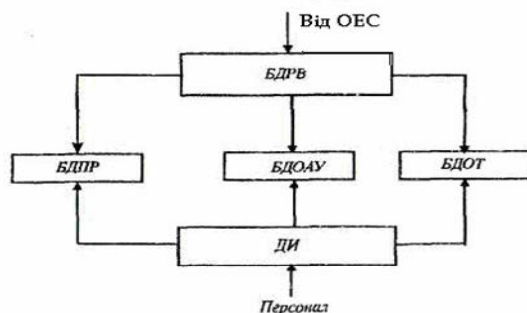 Від ОЕС
БДРВ
БДПР
БДОАУ
БДОТ
ДИ
Персонал